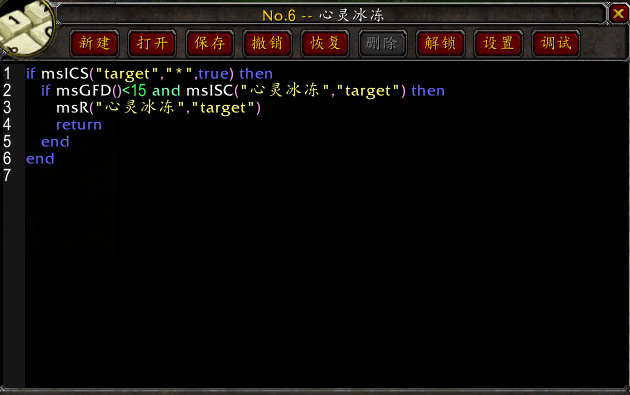 No.6 -- 心灵冰冻
新建 打开 保存 撤销 恢复 删除 解锁 设置 调试
1 if msICS("target","*",true) then
2 if msGFD()<15 and msISC("心灵冰冻","target") then
3 msR("心灵冰冻","target")
4 return
5 end
6 end
7